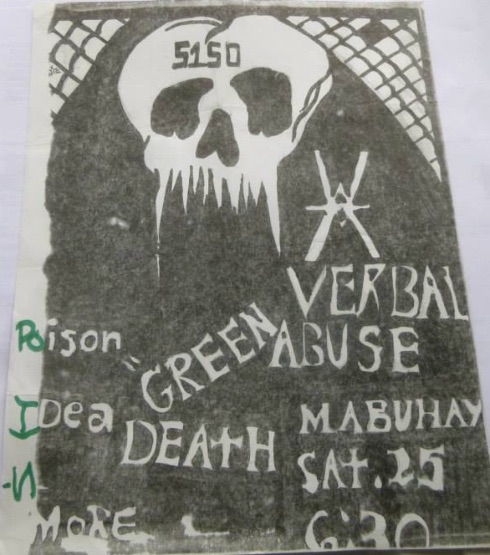 5150
VERBAL
ABUSE
Poison
"GREEN
IDea
DEATH
MABUHAY
SAT. 25
-N
MORE
6:30